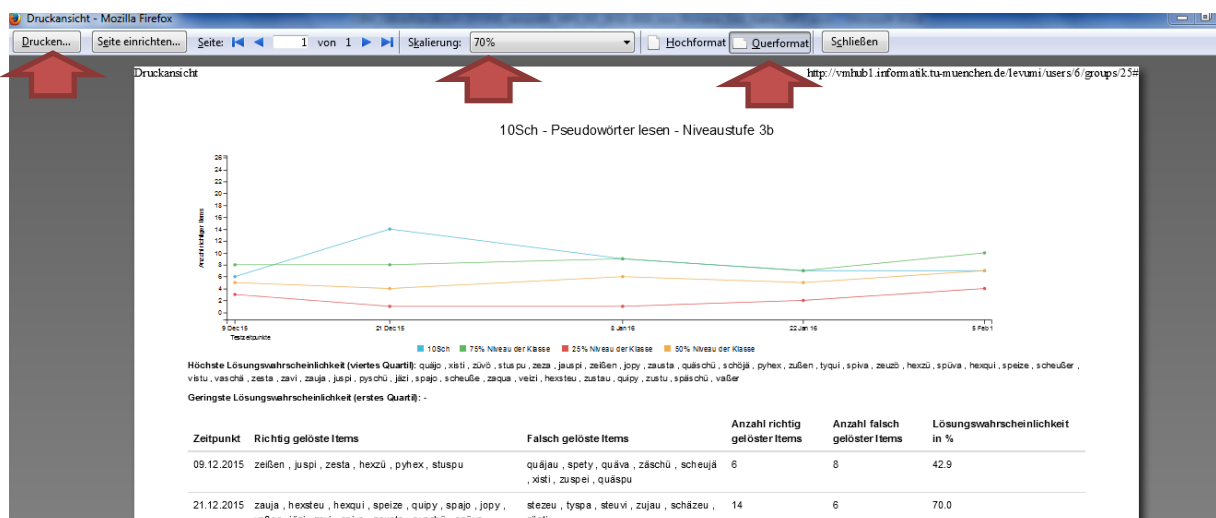 Druckansicht - Mozilla Firefox
Drucken... Seite einrichten... Seite: 1 von 1 Skalierung: 70% Hochformat Querformat Schließen
Druckansicht http://vmhub1.informatik.tu-muenchen.de/levumi/users/6/groups/25#
10Sch - Pseudowörter lesen - Niveaustufe 3b
Anzahl richtiger Items
26
24
22
20
18
16
14
12
10
8
6
4
2
0
9 Dec 15 21 Dec 15 8 Jan 16 22 Jan 16 5 Feb 1
Testzeitpunkte
10Sch 75% Niveau der Klasse 25% Niveau der Klasse 50% Niveau der Klasse
Höchste Lösungswahrscheinlichkeit (viertes Quartil): quäjo , xisti , züvö , stuspu , zeza , jauspi , zeißen , jopy , zausta , quäschü , schöjä , pyhex , zußen , tyqui , spiva , zeuzö , hexzü , spüva , hexqui , speize , scheußer ,
vistu , vaschä , zesta , zavi , zauja , juspi , pyschü , jäzi , spajo , scheuße , zaqua , veizi , hexsteu , zustau , quipy , zustu , späschü , vaßer
Geringste Lösungswahrscheinlichkeit (erstes Quartil): -
Zeitpunkt Richtig gelöste Items Falsch gelöste Items Anzahl richtig gelöster Items Anzahl falsch gelöster Items Lösungswahrscheinlichkeit in %
09.12.2015 zeißen , juspi , zesta , hexzü , pyhex , stuspu quäjau , spety , quäva , zäschü , scheujä 6 8 42.9
, xisti , zuspei , quäspu
21.12.2015 zauja , hexsteu , hexqui , speize , quipy , spajo , jopy , stezeu , tyspa , steuvi , zujau , schäzeu , 14 6 70.0